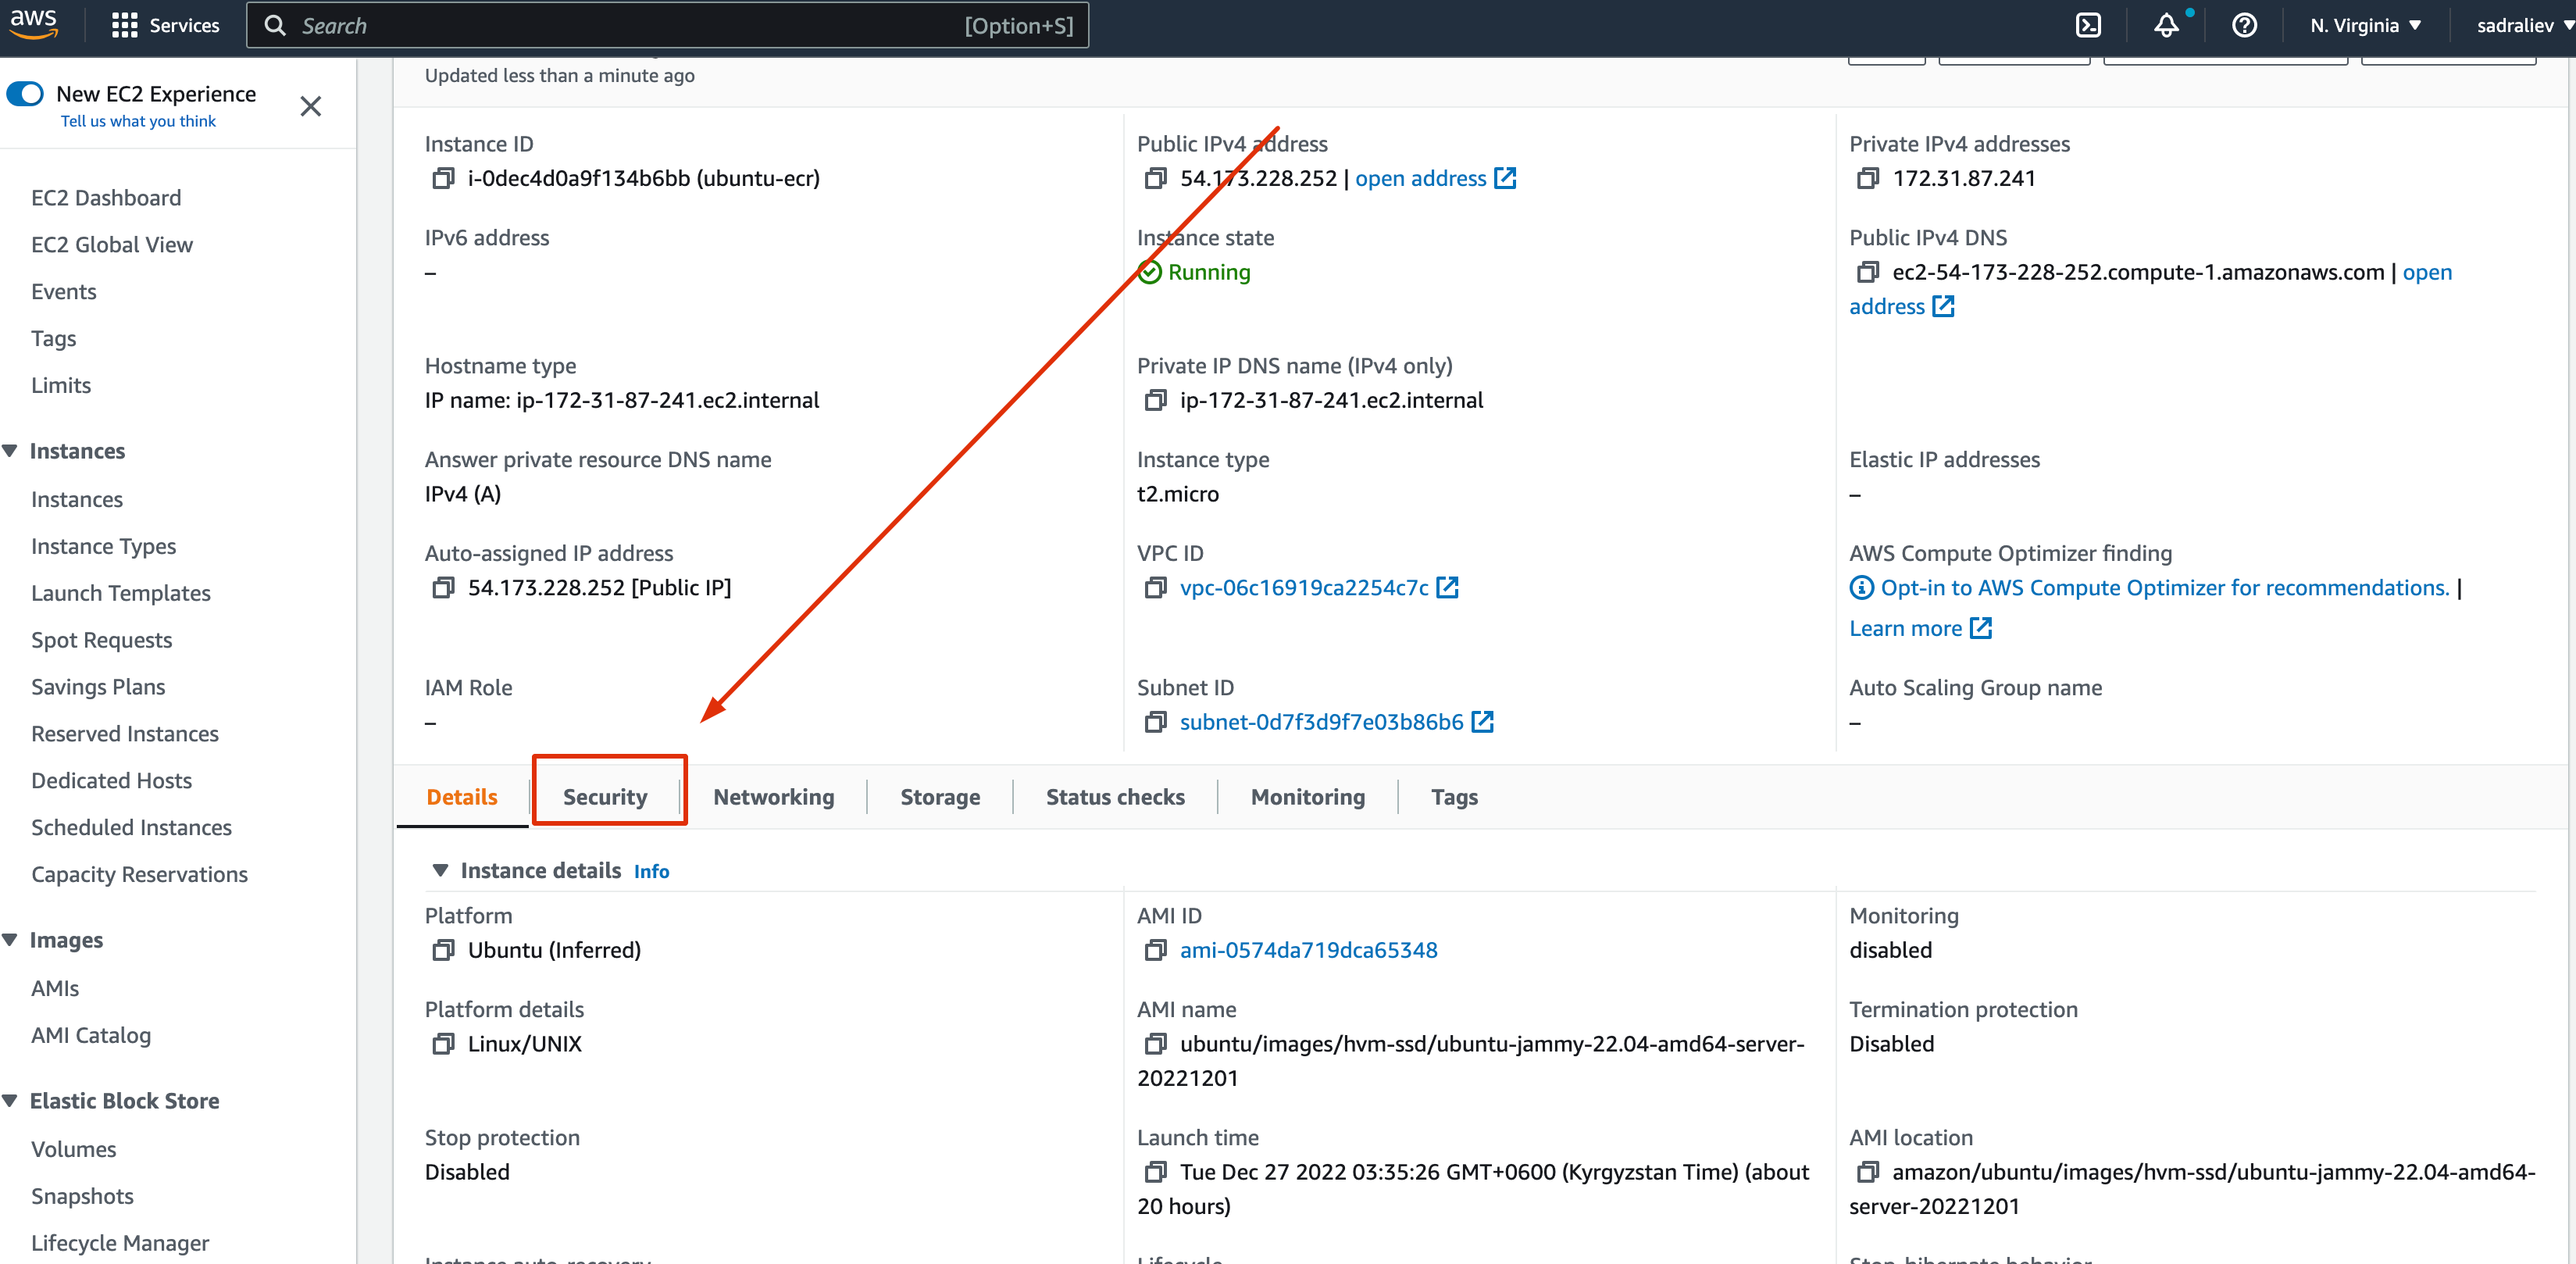 aws
Services
Search
[Option+S]
N. Virginia
sadraliev
New EC2 Experience
Tell us what you think
EC2 Dashboard
EC2 Global View
Events
Tags
Limits
Instances
Instances
Instance Types
Launch Templates
Spot Requests
Savings Plans
Reserved Instances
Dedicated Hosts
Scheduled Instances
Capacity Reservations
Images
AMIs
AMI Catalog
Elastic Block Store
Volumes
Snapshots
Lifecycle Manager
Updated less than a minute ago
Instance ID
i-0dec4d0a9f134b6bb (ubuntu-ecr)
Public IPv4 address
54.173.228.252 | open address
Private IPv4 addresses
172.31.87.241
IPv6 address
–
Instance state
Running
Public IPv4 DNS
ec2-54-173-228-252.compute-1.amazonaws.com | open
address
Hostname type
IP name: ip-172-31-87-241.ec2.internal
Private IP DNS name (IPv4 only)
ip-172-31-87-241.ec2.internal
Answer private resource DNS name
IPv4 (A)
Instance type
t2.micro
Elastic IP addresses
–
Auto-assigned IP address
54.173.228.252 [Public IP]
VPC ID
vpc-06c16919ca2254c7c
AWS Compute Optimizer finding
Opt-in to AWS Compute Optimizer for recommendations. |
Learn more
IAM Role
–
Subnet ID
subnet-0d7f3d9f7e03b86b6
Auto Scaling Group name
–
Details
Security
Networking
Storage
Status checks
Monitoring
Tags
Instance details Info
Platform
Ubuntu (Inferred)
AMI ID
ami-0574da719dca65348
Monitoring
disabled
Platform details
Linux/UNIX
AMI name
ubuntu/images/hvm-ssd/ubuntu-jammy-22.04-amd64-server-
20221201
Termination protection
Disabled
Stop protection
Disabled
Launch time
Tue Dec 27 2022 03:35:26 GMT+0600 (Kyrgyzstan Time) (about
20 hours)
AMI location
amazon/ubuntu/images/hvm-ssd/ubuntu-jammy-22.04-amd64-
server-20221201